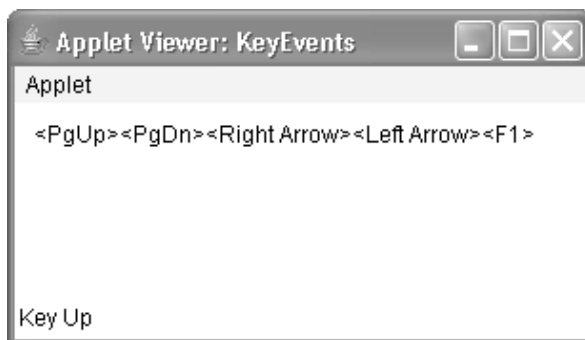 Applet Viewer: KeyEvents
Applet
<PgUp><PgDn><Right Arrow><Left Arrow><F1>
Key Up